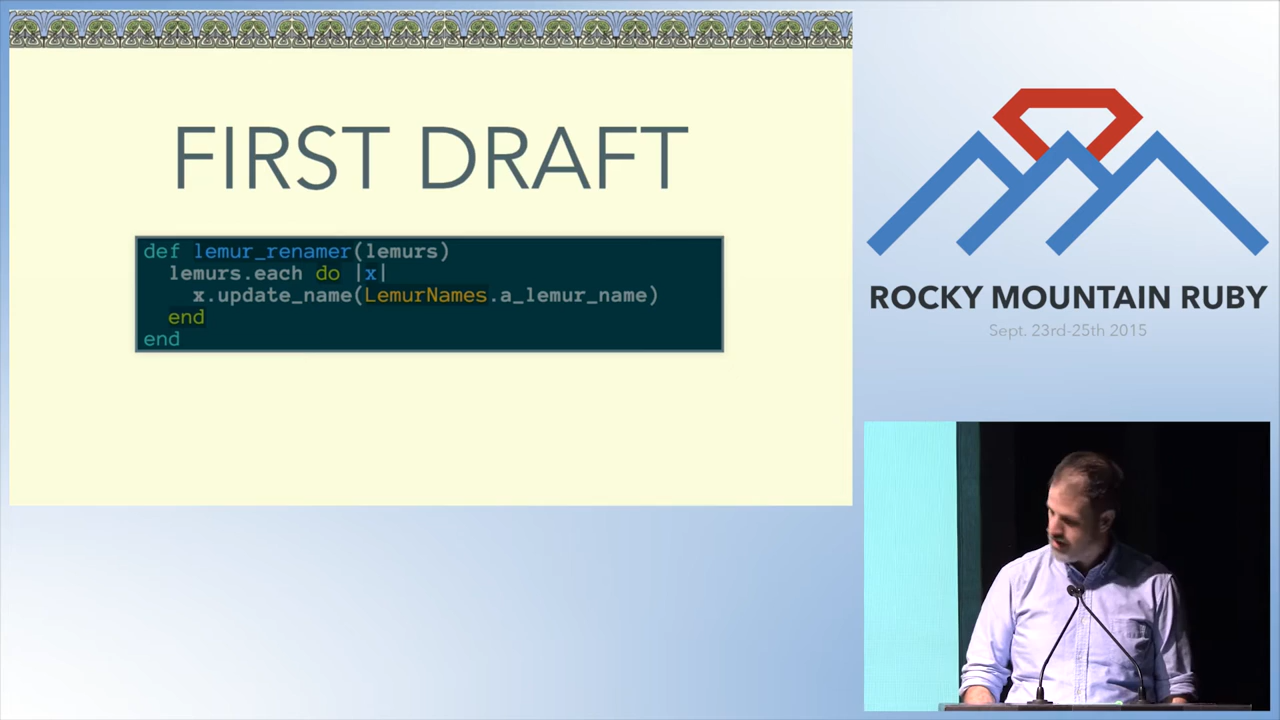 FIRST DRAFT
def lemur_renamer(lemurs)
  lemurs.each do |x|
    x.update_name(LemurNames.a_lemur_name)
  end
end
ROCKY MOUNTAIN RUBY
Sept. 23rd-25th 2015